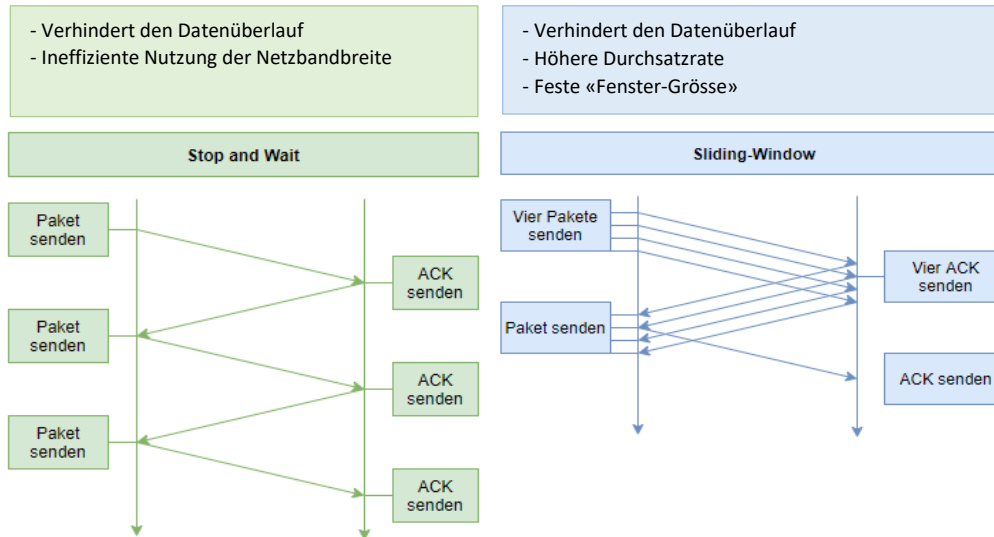 - Verhindert den Datenüberlauf
- Ineffiziente Nutzung der Netzbandbreite
- Verhindert den Datenüberlauf
- Höhere Durchsatzrate
- Feste «Fenster-Grösse»
Stop and Wait
Paket
senden
ACK
senden
Paket
senden
ACK
senden
Paket
senden
ACK
senden
Sliding-Window
Vier Pakete
senden
Vier ACK
senden
Paket senden
ACK senden